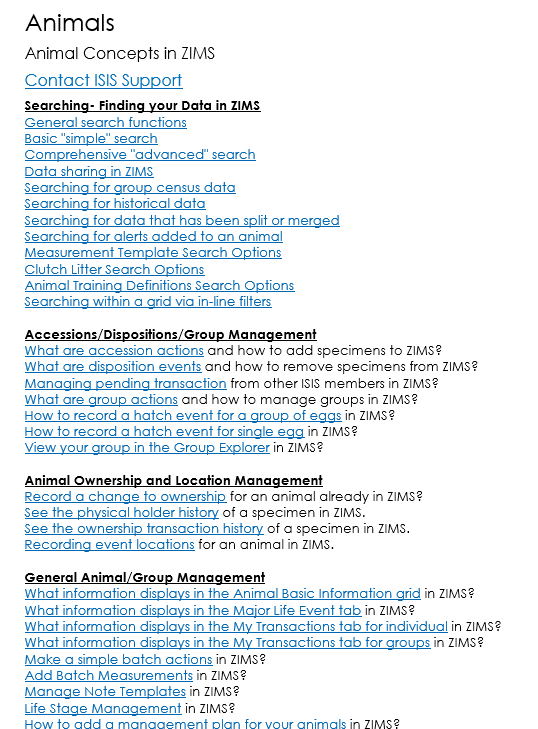 Animals
Animal Concepts in ZIMS
Contact ISIS Support
Searching- Finding your Data in ZIMS
General search functions
Basic "simple" search
Comprehensive "advanced" search
Data sharing in ZIMS
Searching for group census data
Searching for historical data
Searching for data that has been split or merged
Searching for alerts added to an animal
Measurement Template Search Options
Clutch Litter Search Options
Animal Training Definitions Search Options
Searching within a grid via in-line filters
Accessions/Dispositions/Group Management
What are accession actions and how to add specimens to ZIMS?
What are disposition events and how to remove specimens from ZIMS?
Managing pending transaction from other ISIS members in ZIMS?
What are group actions and how to manage groups in ZIMS?
How to record a hatch event for a group of eggs in ZIMS?
How to record a hatch event for single egg in ZIMS?
View your group in the Group Explorer in ZIMS?
Animal Ownership and Location Management
Record a change to ownership for an animal already in ZIMS?
See the physical holder history of a specimen in ZIMS.
See the ownership transaction history of a specimen in ZIMS.
Recording event locations for an animal in ZIMS.
General Animal/Group Management
What information displays in the Animal Basic Information grid in ZIMS?
What information displays in the Major Life Event tab in ZIMS?
What information displays in the My Transactions tab for individual in ZIMS?
What information displays in the My Transactions tab for groups in ZIMS?
Make a simple batch actions in ZIMS?
Add Batch Measurements in ZIMS?
Manage Note Templates in ZIMS?
Life Stage Management in ZIMS?
How to add a management plan for your animals in ZIMS?